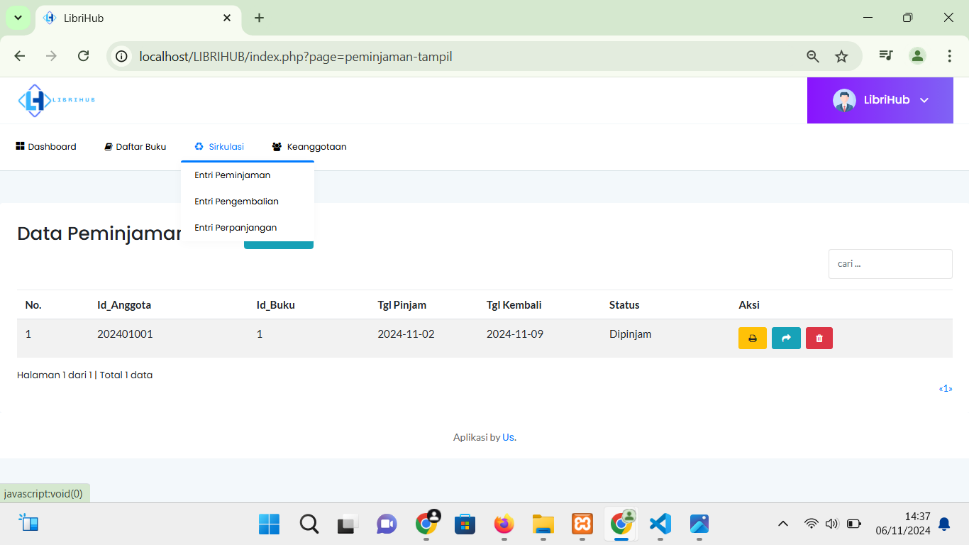 LibriHub
localhost/LIBRIHUB/index.php?page=peminjaman-tampil
LIBRIHUB
LibriHub
Dashboard Daftar Buku Sirkulasi Keanggotaan
Entri Peminjaman
Entri Pengembalian
Entri Perpanjangan
Data Peminjaman
cari ...
No. Id_Anggota Id_Buku Tgl Pinjam Tgl Kembali Status Aksi
1 202401001 1 2024-11-02 2024-11-09 Dipinjam
Halaman 1 dari 1 | Total 1 data
«1»
Aplikasi by Us.
javascript:void(0)
14:37
06/11/2024